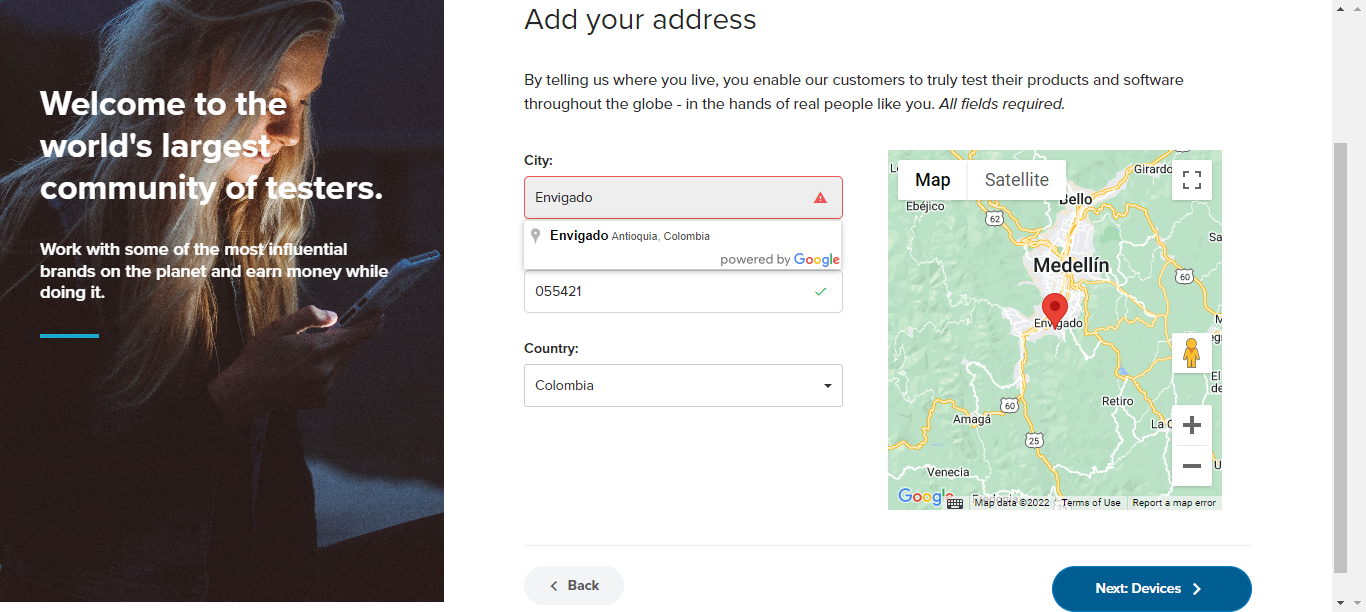 Welcome to the
world's largest
community of testers.
Work with some of the most influential
brands on the planet and earn money while
doing it.
Add your address
By telling us where you live, you enable our customers to truly test their products and software
throughout the globe - in the hands of real people like you. All fields required.
City:
Envigado
Envigado Antioquia, Colombia
powered by Google
055421
Country:
Colombia
Map
Satellite
Girardo
Ebéjico
Bello
62
Sa
Medellín
60
Envigado
El
Retiro
60
Amagá
La C
25
Venecia
Google
Map data ©2022
Terms of Use
Report a map error
Back
Next: Devices